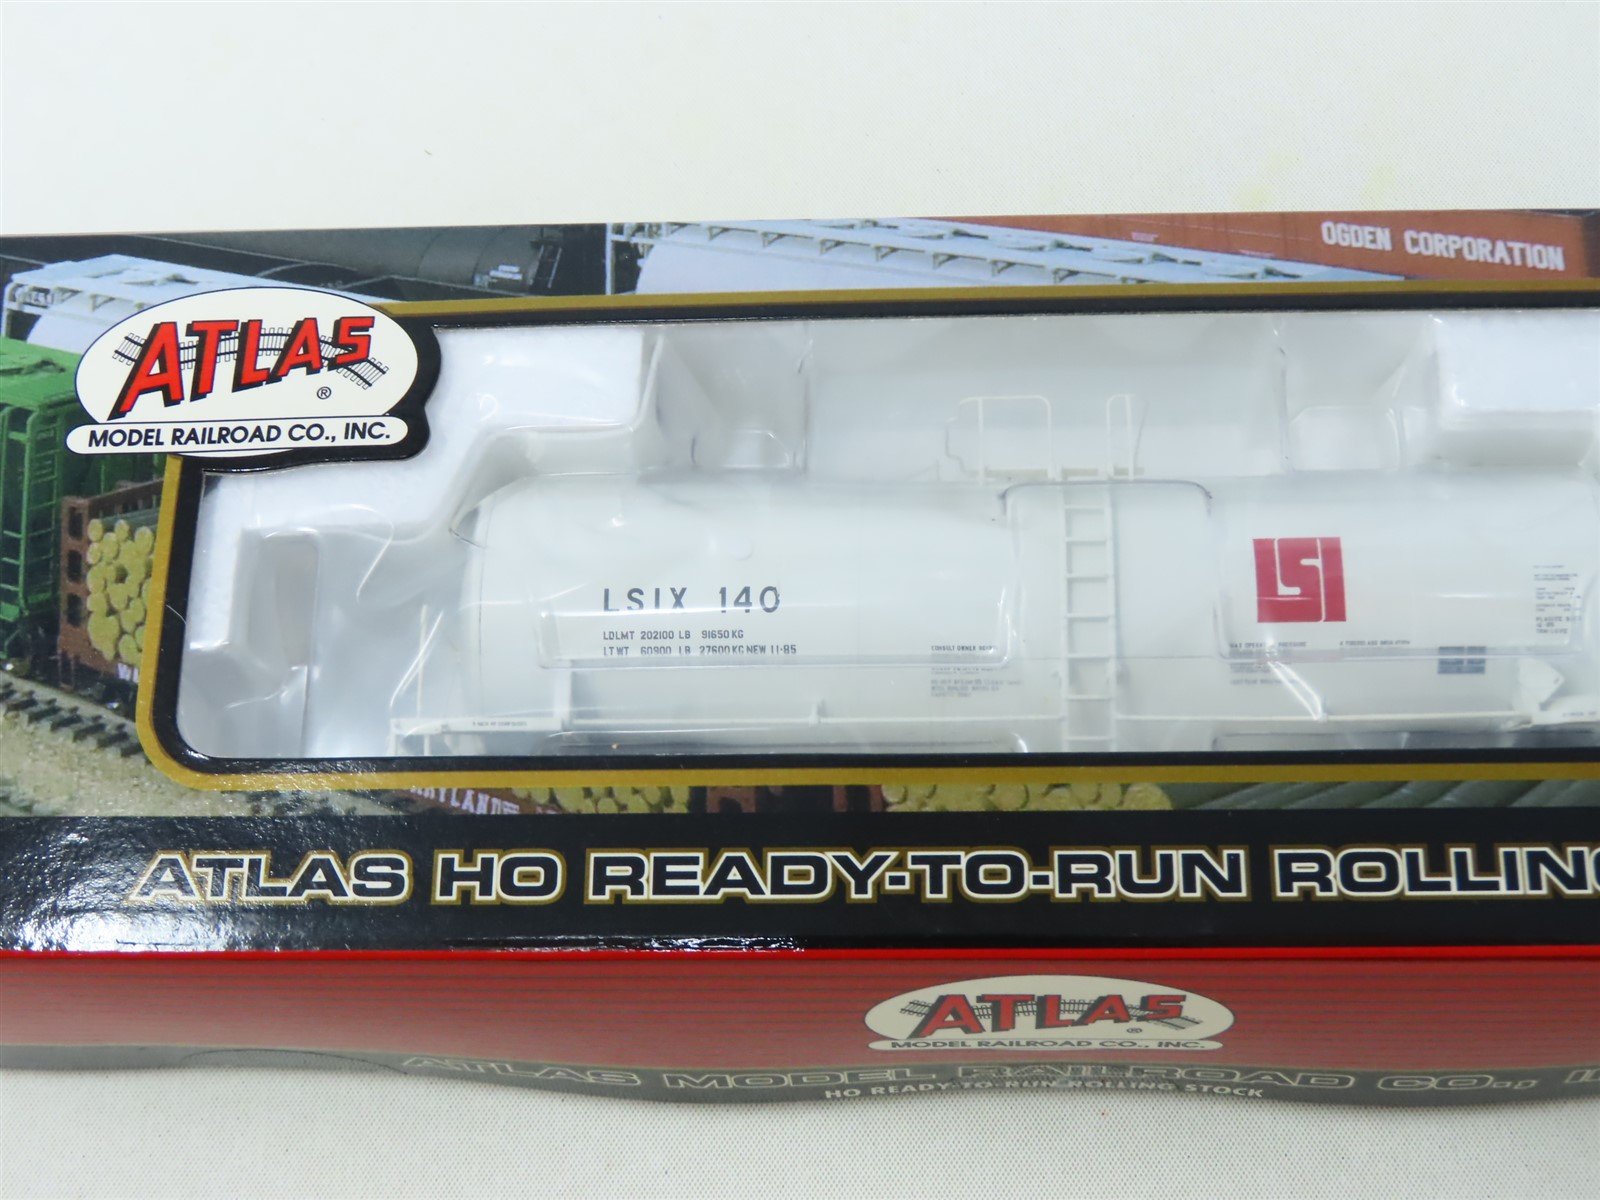 OGDEN CORPORATION
ATLAS
®
MODEL RAILROAD CO., INC.
LSIX 140
LSI
LDLMT 202100 LB 91650 KG
LTWT 60900 LB 27600 KG NEW 11-85
CONSULT OWNER
ATLAS HO READY-TO-RUN ROLLING
ATLAS
®
MODEL RAILROAD CO., INC.
ATLAS MODEL RAILROAD CO.,
HO READY-TO-RUN ROLLING STOCK